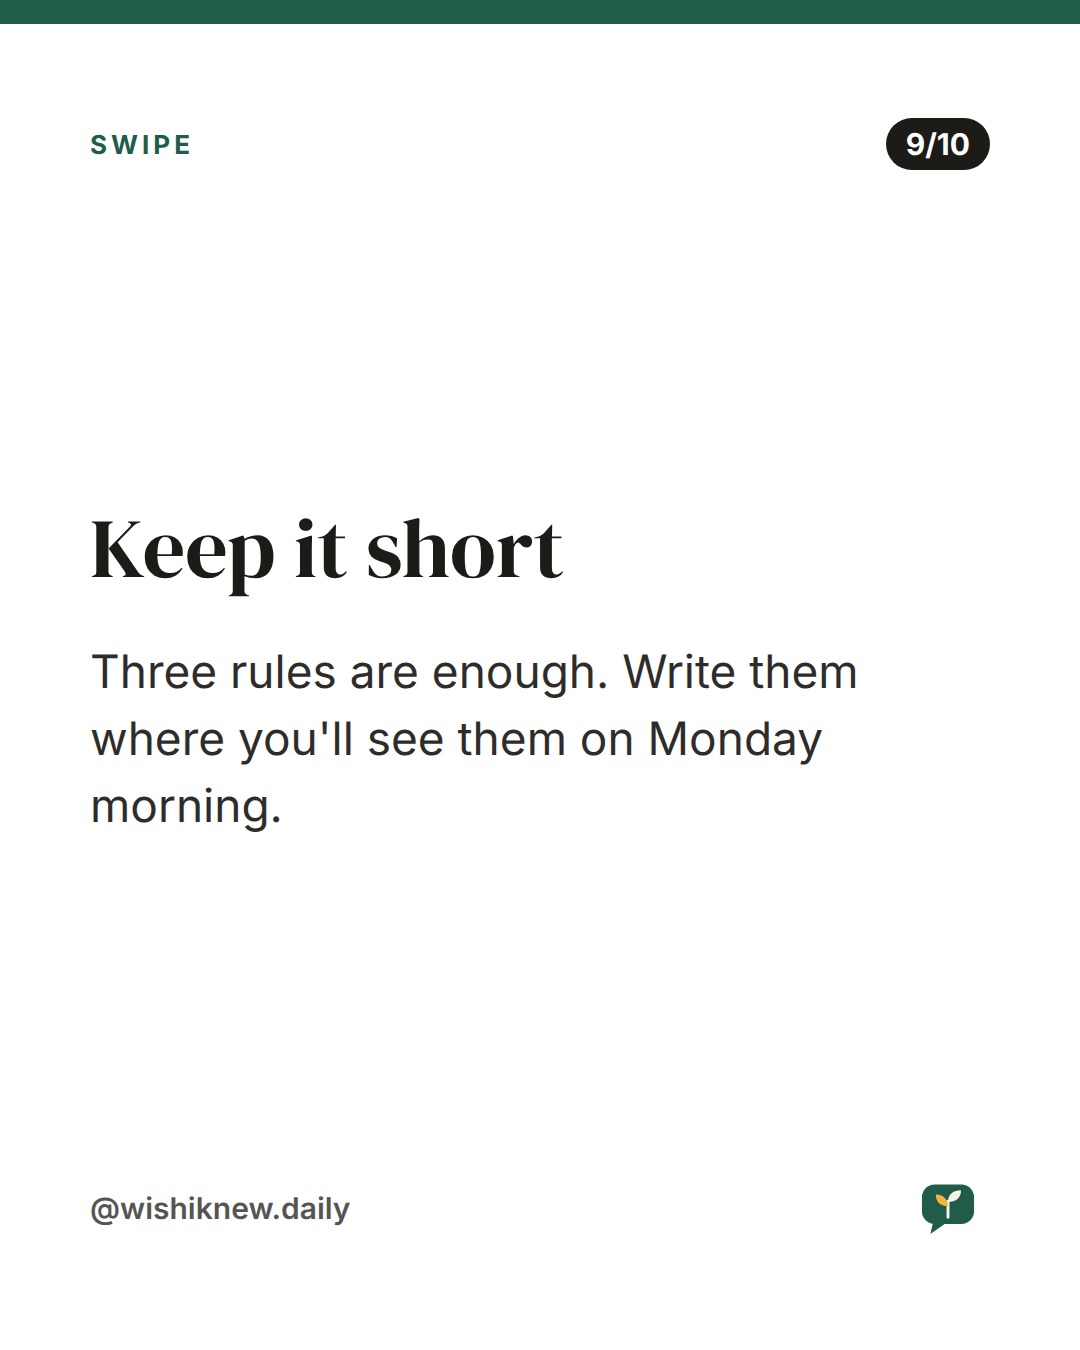 SWIPE
9/10
Keep it short
Three rules are enough. Write them
where you'll see them on Monday
morning.
@wishiknew.daily